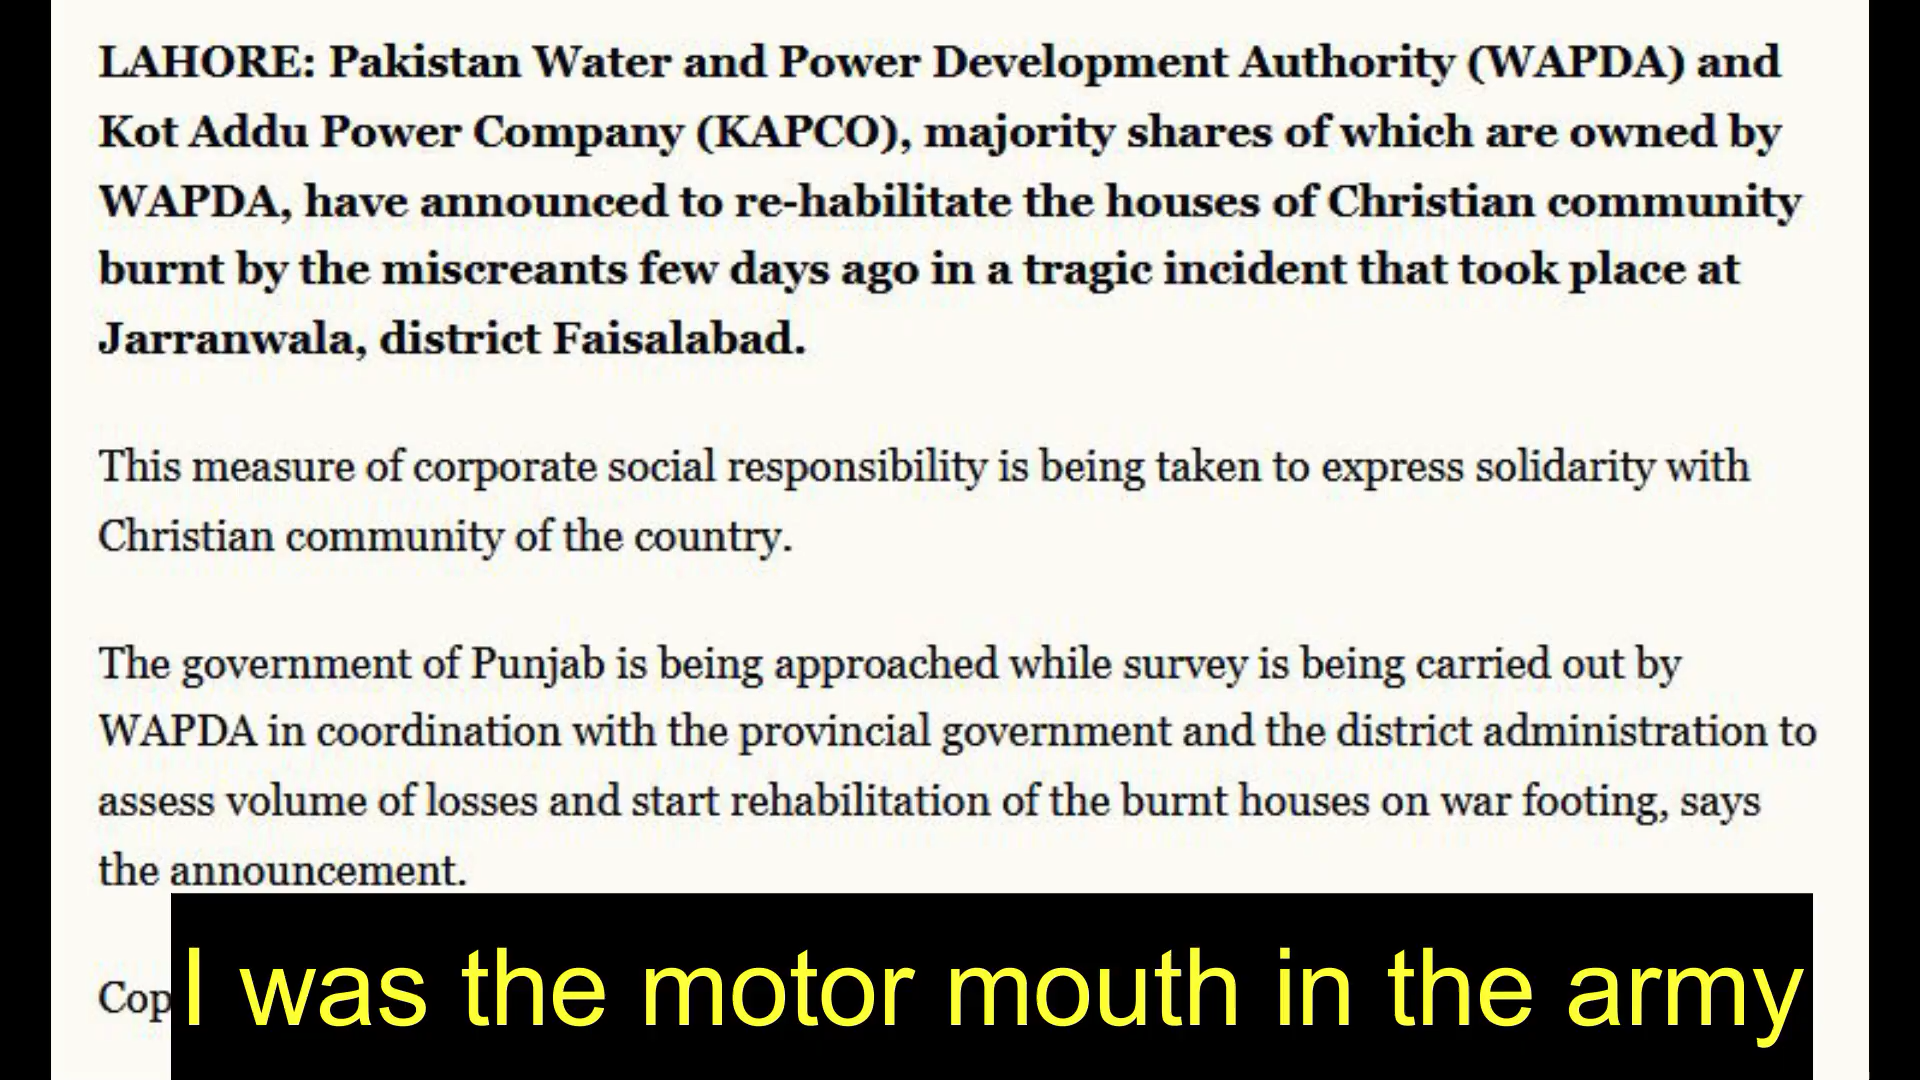 LAHORE: Pakistan Water and Power Development Authority (WAPDA) and
Kot Addu Power Company (KAPCO), majority shares of which are owned by
WAPDA, have announced to re-habilitate the houses of Christian community
burnt by the miscreants few days ago in a tragic incident that took place at
Jarranwala, district Faisalabad.
This measure of corporate social responsibility is being taken to express solidarity with
Christian community of the country.
The government of Punjab is being approached while survey is being carried out by
WAPDA in coordination with the provincial government and the district administration to
assess volume of losses and start rehabilitation of the burnt houses on war footing, says
the announcement.
I was the motor mouth in the army